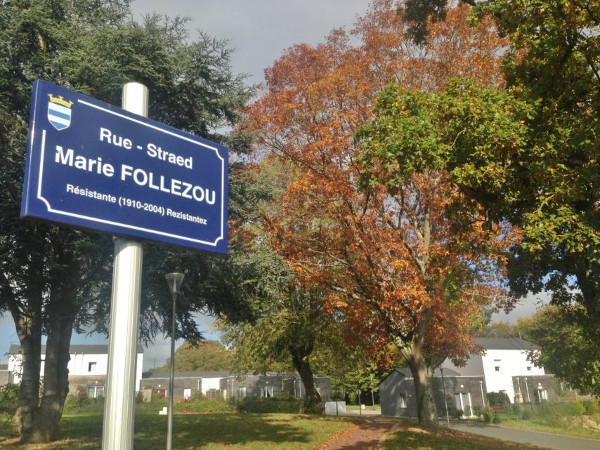 Rue - Straed
Marie FOLLEZOU
Résistante (1910-2004) Rezistantez